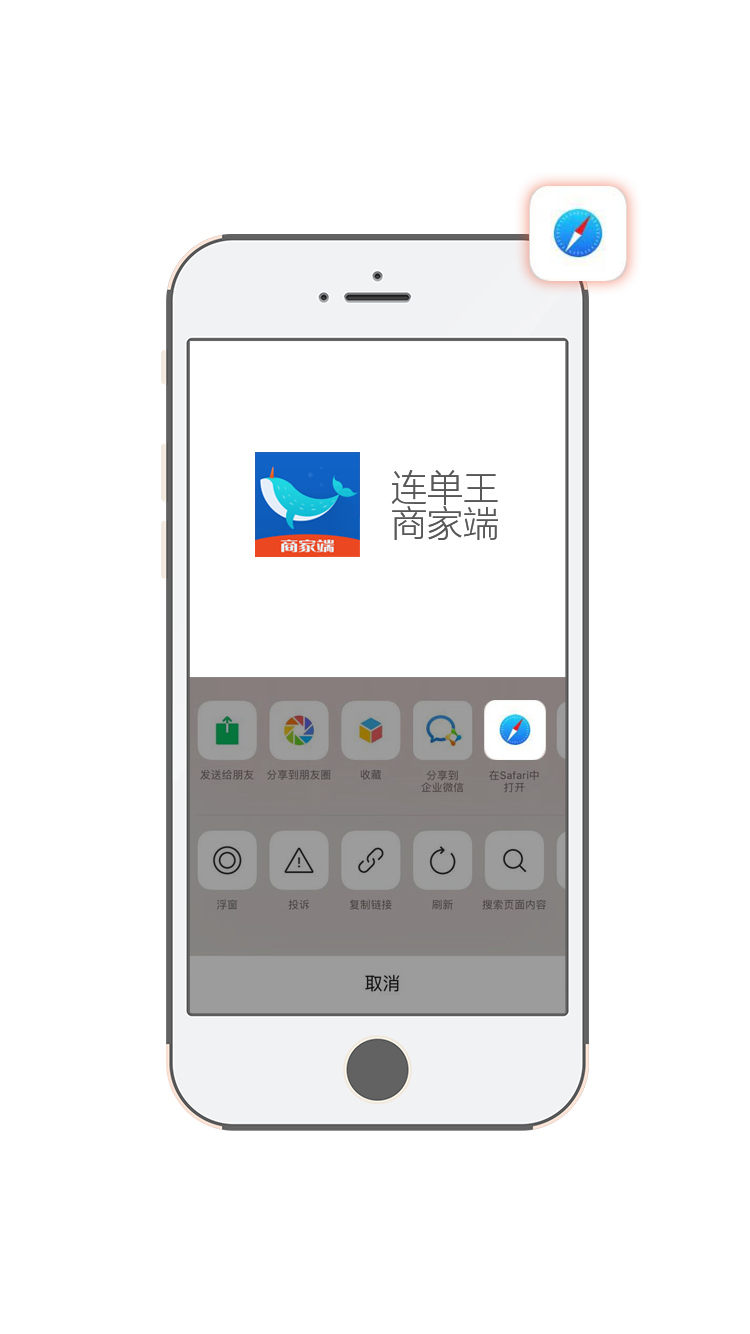 连单王
商家端
商家端
发送给朋友
分享到朋友圈
收藏
分享到
企业微信
在Safari中
打开
浮窗
投诉
复制链接
刷新
搜索页面内容
取消